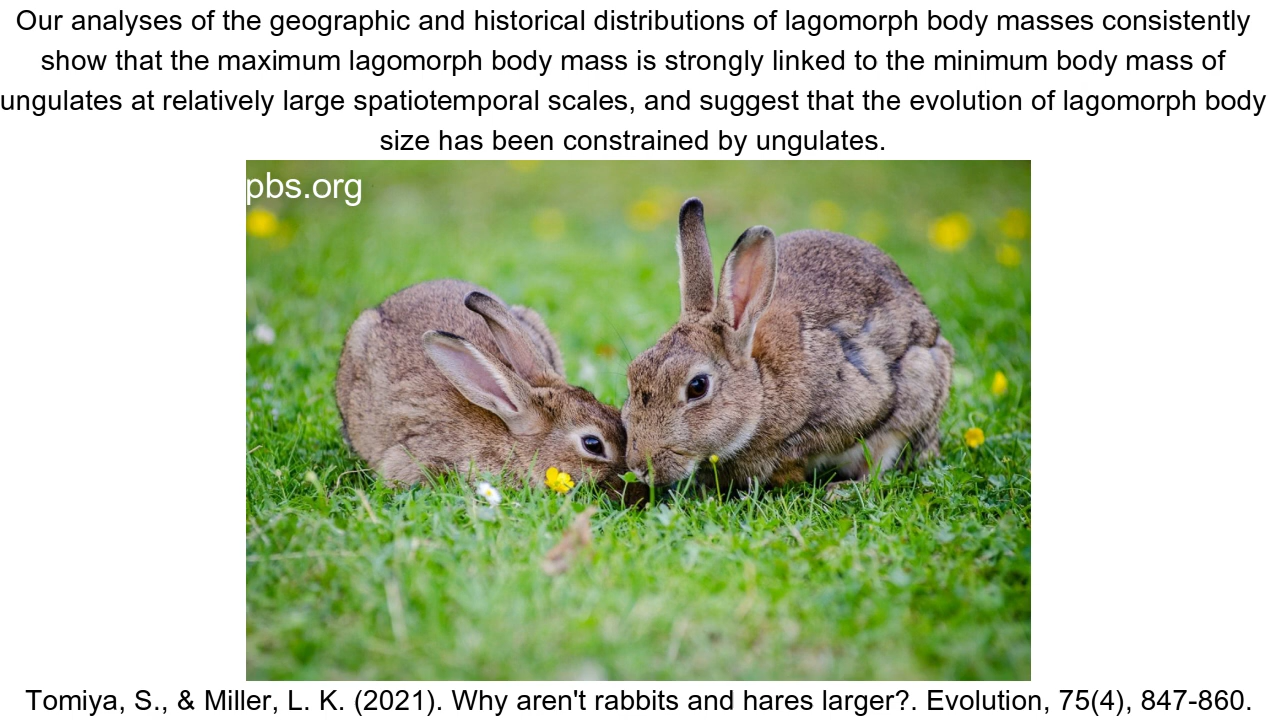 Our analyses of the geographic and historical distributions of lagomorph body masses consistently
show that the maximum lagomorph body mass is strongly linked to the minimum body mass of
ungulates at relatively large spatiotemporal scales, and suggest that the evolution of lagomorph body
size has been constrained by ungulates.
pbs.org
Tomiya, S., & Miller, L. K. (2021). Why aren't rabbits and hares larger?. Evolution, 75(4), 847-860.